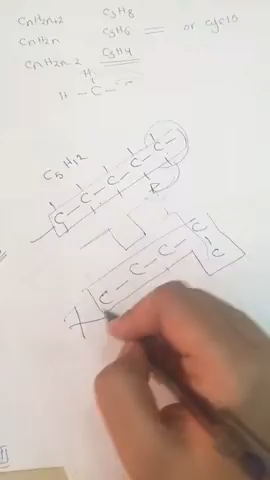 CnH2n+2 C3H8
CnH2n C3H6 = or cyclo
CnH2n-2 C3H4
H
H - C -
C5H12
C - C - C - C - C
R
C - C - C - C
C